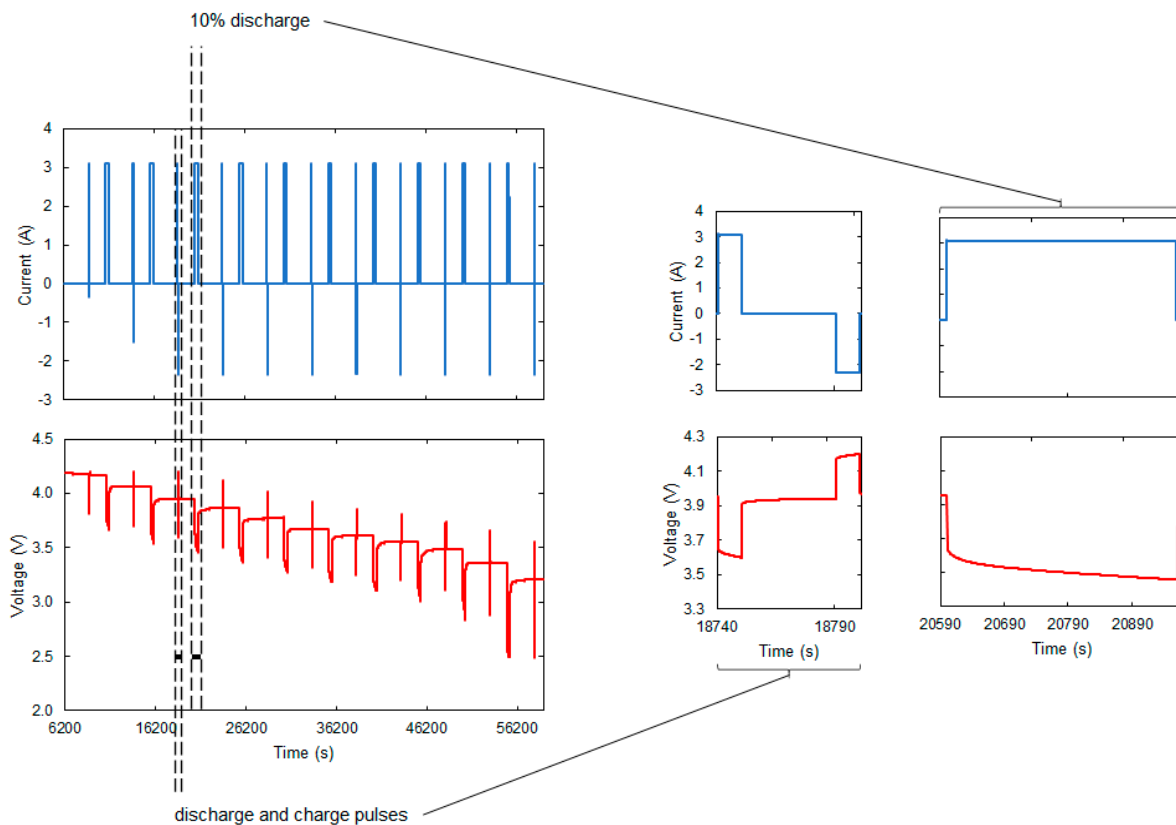 10% discharge
4
3
2
1
0
-1
-2
-3
Current (A)
4.5
4.0
3.5
3.0
2.5
2.0
Voltage (V)
6200 16200 26200 36200 46200 56200
Time (s)
4
3
2
1
0
-1
-2
-3
Current (A)
4.3
4.1
3.9
3.7
3.5
3.3
Voltage (V)
18740 18790
Time (s)
20590 20690 20790 20890
Time (s)
discharge and charge pulses